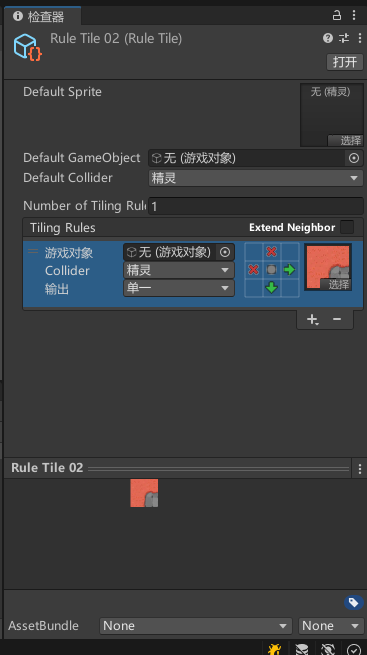 检查器
Rule Tile 02 (Rule Tile)
打开
Default Sprite
无 (精灵)
选择
Default GameObject 无 (游戏对象)
Default Collider 精灵
Number of Tiling Rule 1
Tiling Rules Extend Neighbor
游戏对象 无 (游戏对象)
Collider 精灵
选择
输出 单一
Rule Tile 02
AssetBundle None None